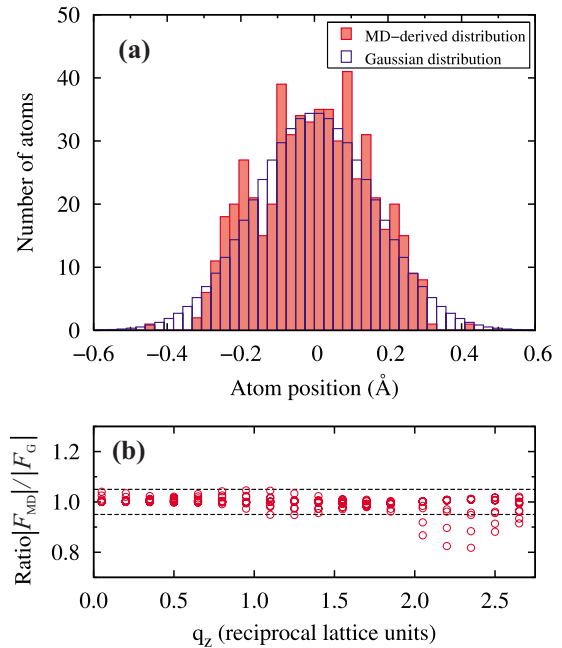 (a)
MD−derived distribution
Gaussian distribution
Number of atoms
50
40
30
20
10
0
−0.6 −0.4 −0.2 0 0.2 0.4 0.6
Atom position (Å)
(b)
Ratio|F_MD|/|F_G|
1.2
1.0
0.8
0.0 0.5 1.0 1.5 2.0 2.5
q_z (reciprocal lattice units)